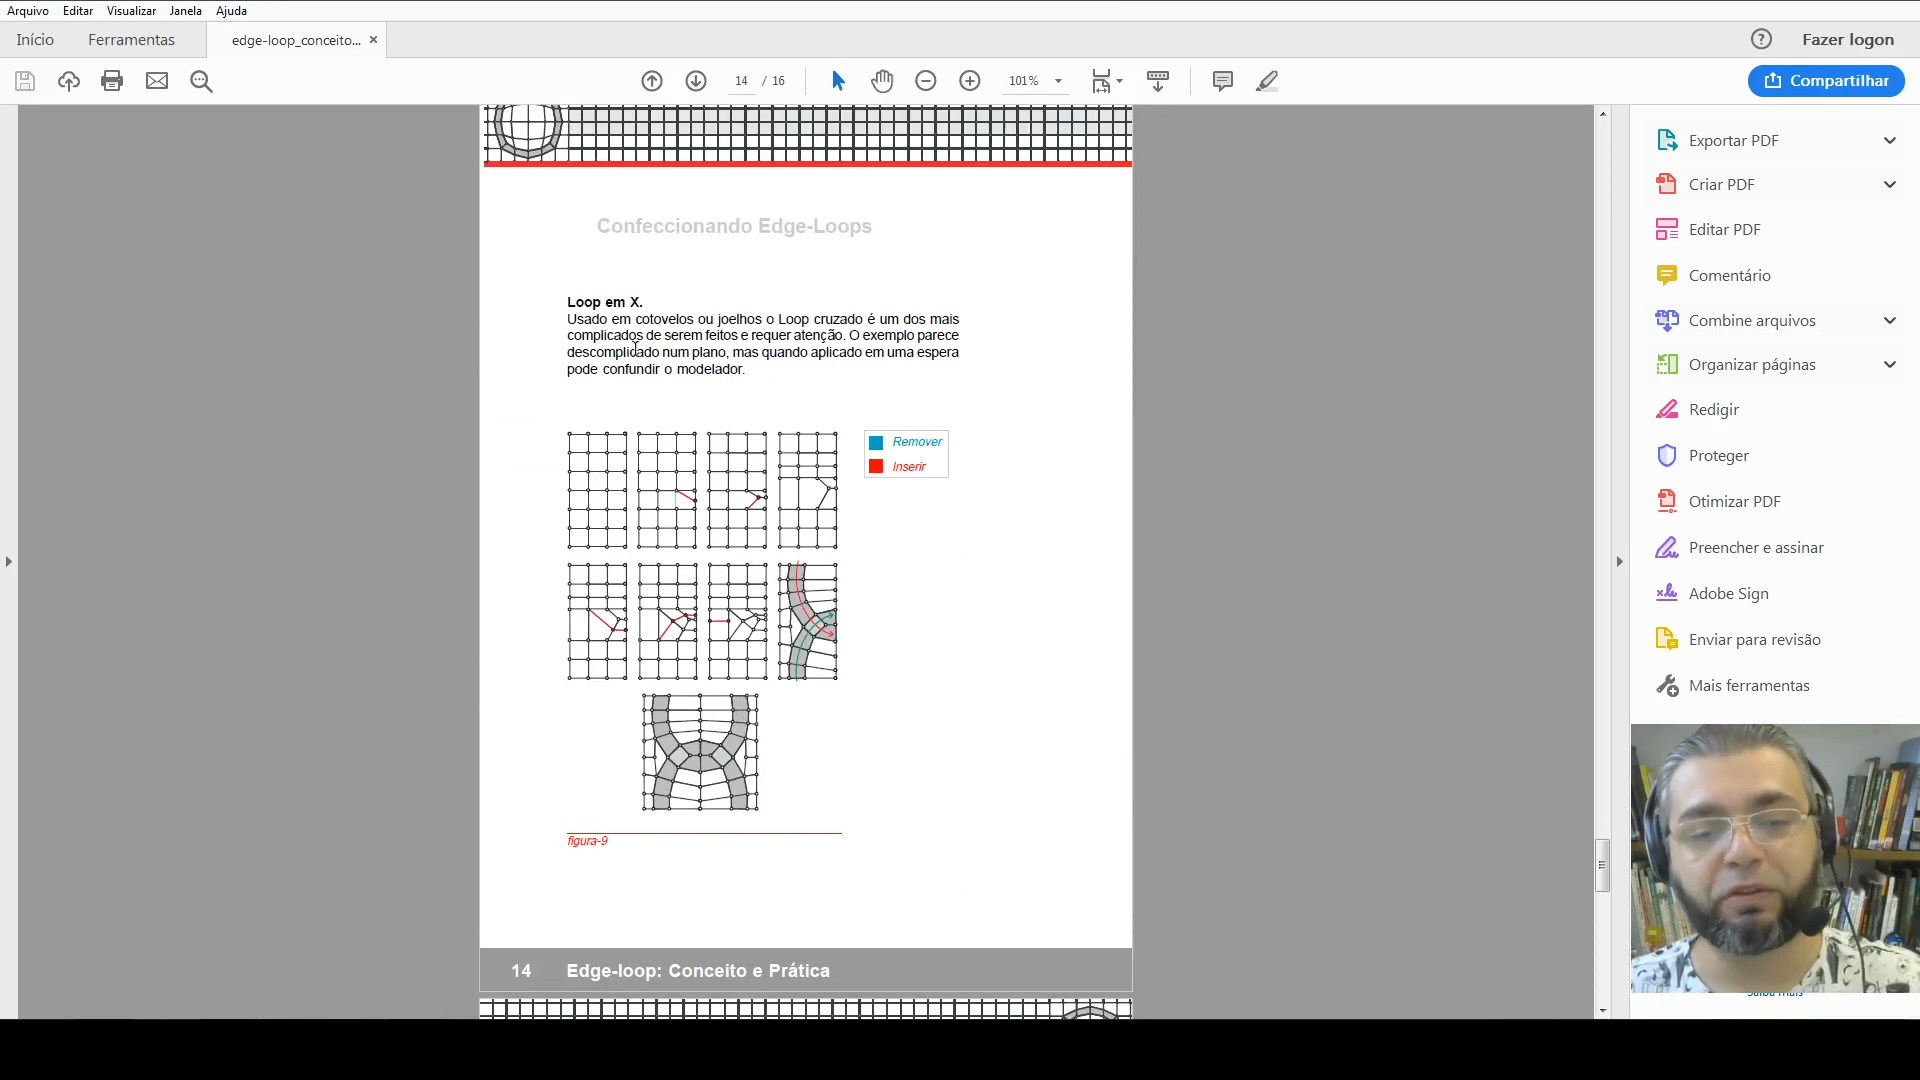 Arquivo Editar Visualizar Janela Ajuda
Início Ferramentas edge-loop_conceito... × ? Fazer logon
14 / 16 101% Compartilhar
Confeccionando Edge-Loops
Loop em X.
Usado em cotovelos ou joelhos o Loop cruzado é um dos mais
complicados de serem feitos e requer atenção. O exemplo parece
descomplicado num plano, mas quando aplicado em uma espera
pode confundir o modelador.
Remover
Inserir
figura-9
14 Edge-loop: Conceito e Prática
Exportar PDF
Criar PDF
Editar PDF
Comentário
Combine arquivos
Organizar páginas
Redigir
Proteger
Otimizar PDF
Preencher e assinar
Adobe Sign
Enviar para revisão
Mais ferramentas